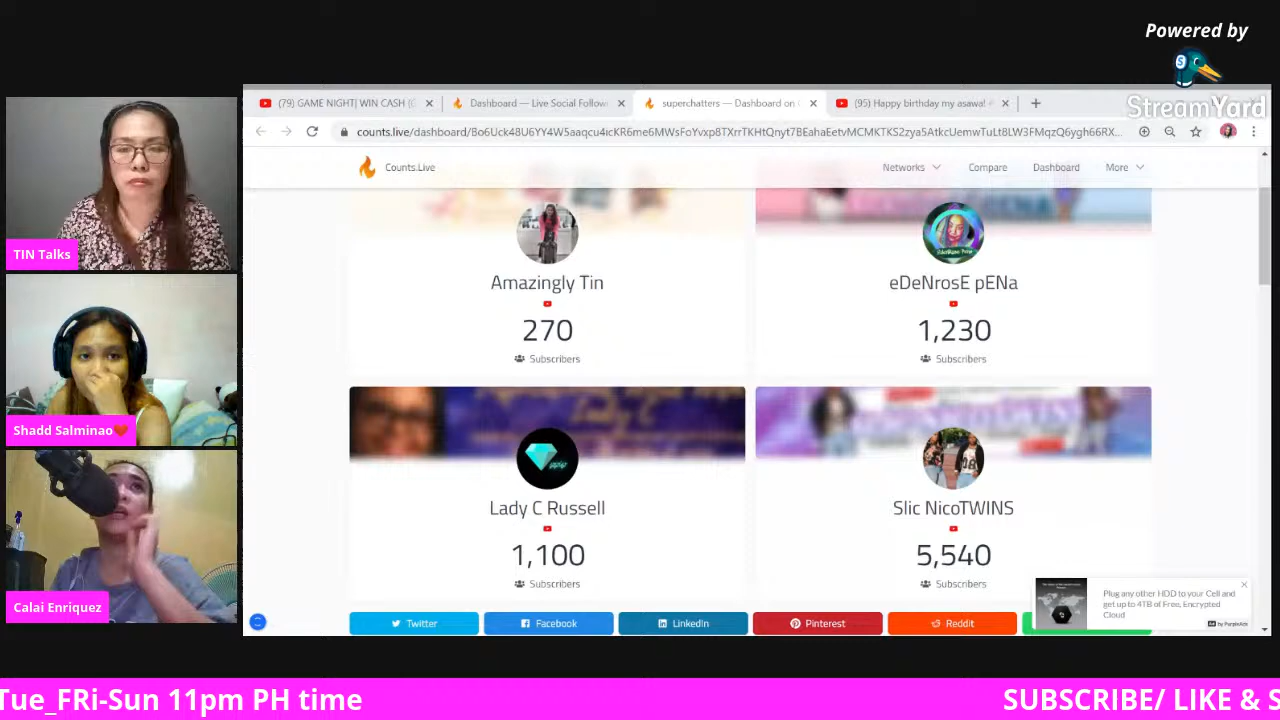 Powered by
StreamYard
(79) GAME NIGHT| WIN CASH (G
Dashboard — Live Social Follow
superchatters — Dashboard on
(95) Happy birthday my asawa!
counts.live/dashboard/
Counts.Live
Networks
Compare
Dashboard
More
TIN Talks
Shadd Salminao❤️
Calai Enriquez
Amazingly Tin
270
Subscribers
eDeNrosE pENa
1,230
Subscribers
Lady C Russell
1,100
Subscribers
Slic NicoTWINS
5,540
Subscribers
Plug any other HDD to your Cell and
get up to 4TB of Free, Encrypted
Cloud
Ad by PurpleAds
Twitter
Facebook
LinkedIn
Pinterest
Reddit
Tue_FRi-Sun 11pm PH time
SUBSCRIBE/ LIKE & S